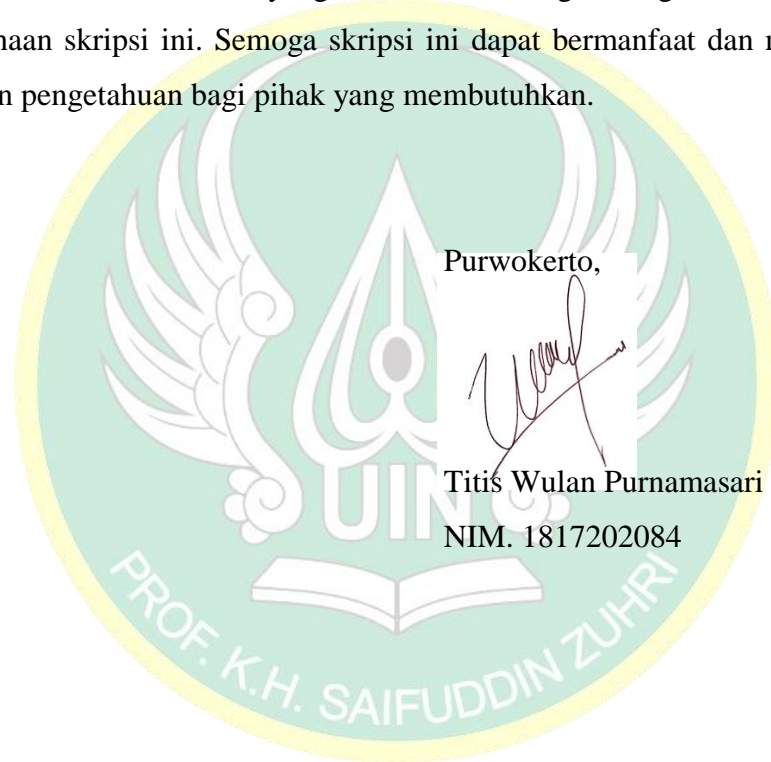 skripsi ini. Semoga skripsi ini dapat bermanfaat dan
pengetahuan bagi pihak yang membutuhkan.
Purwokerto,
Titis Wulan Purnamasari
NIM. 1817202084
UIN
PROF. K.H. SAIFUDDIN ZUHRI